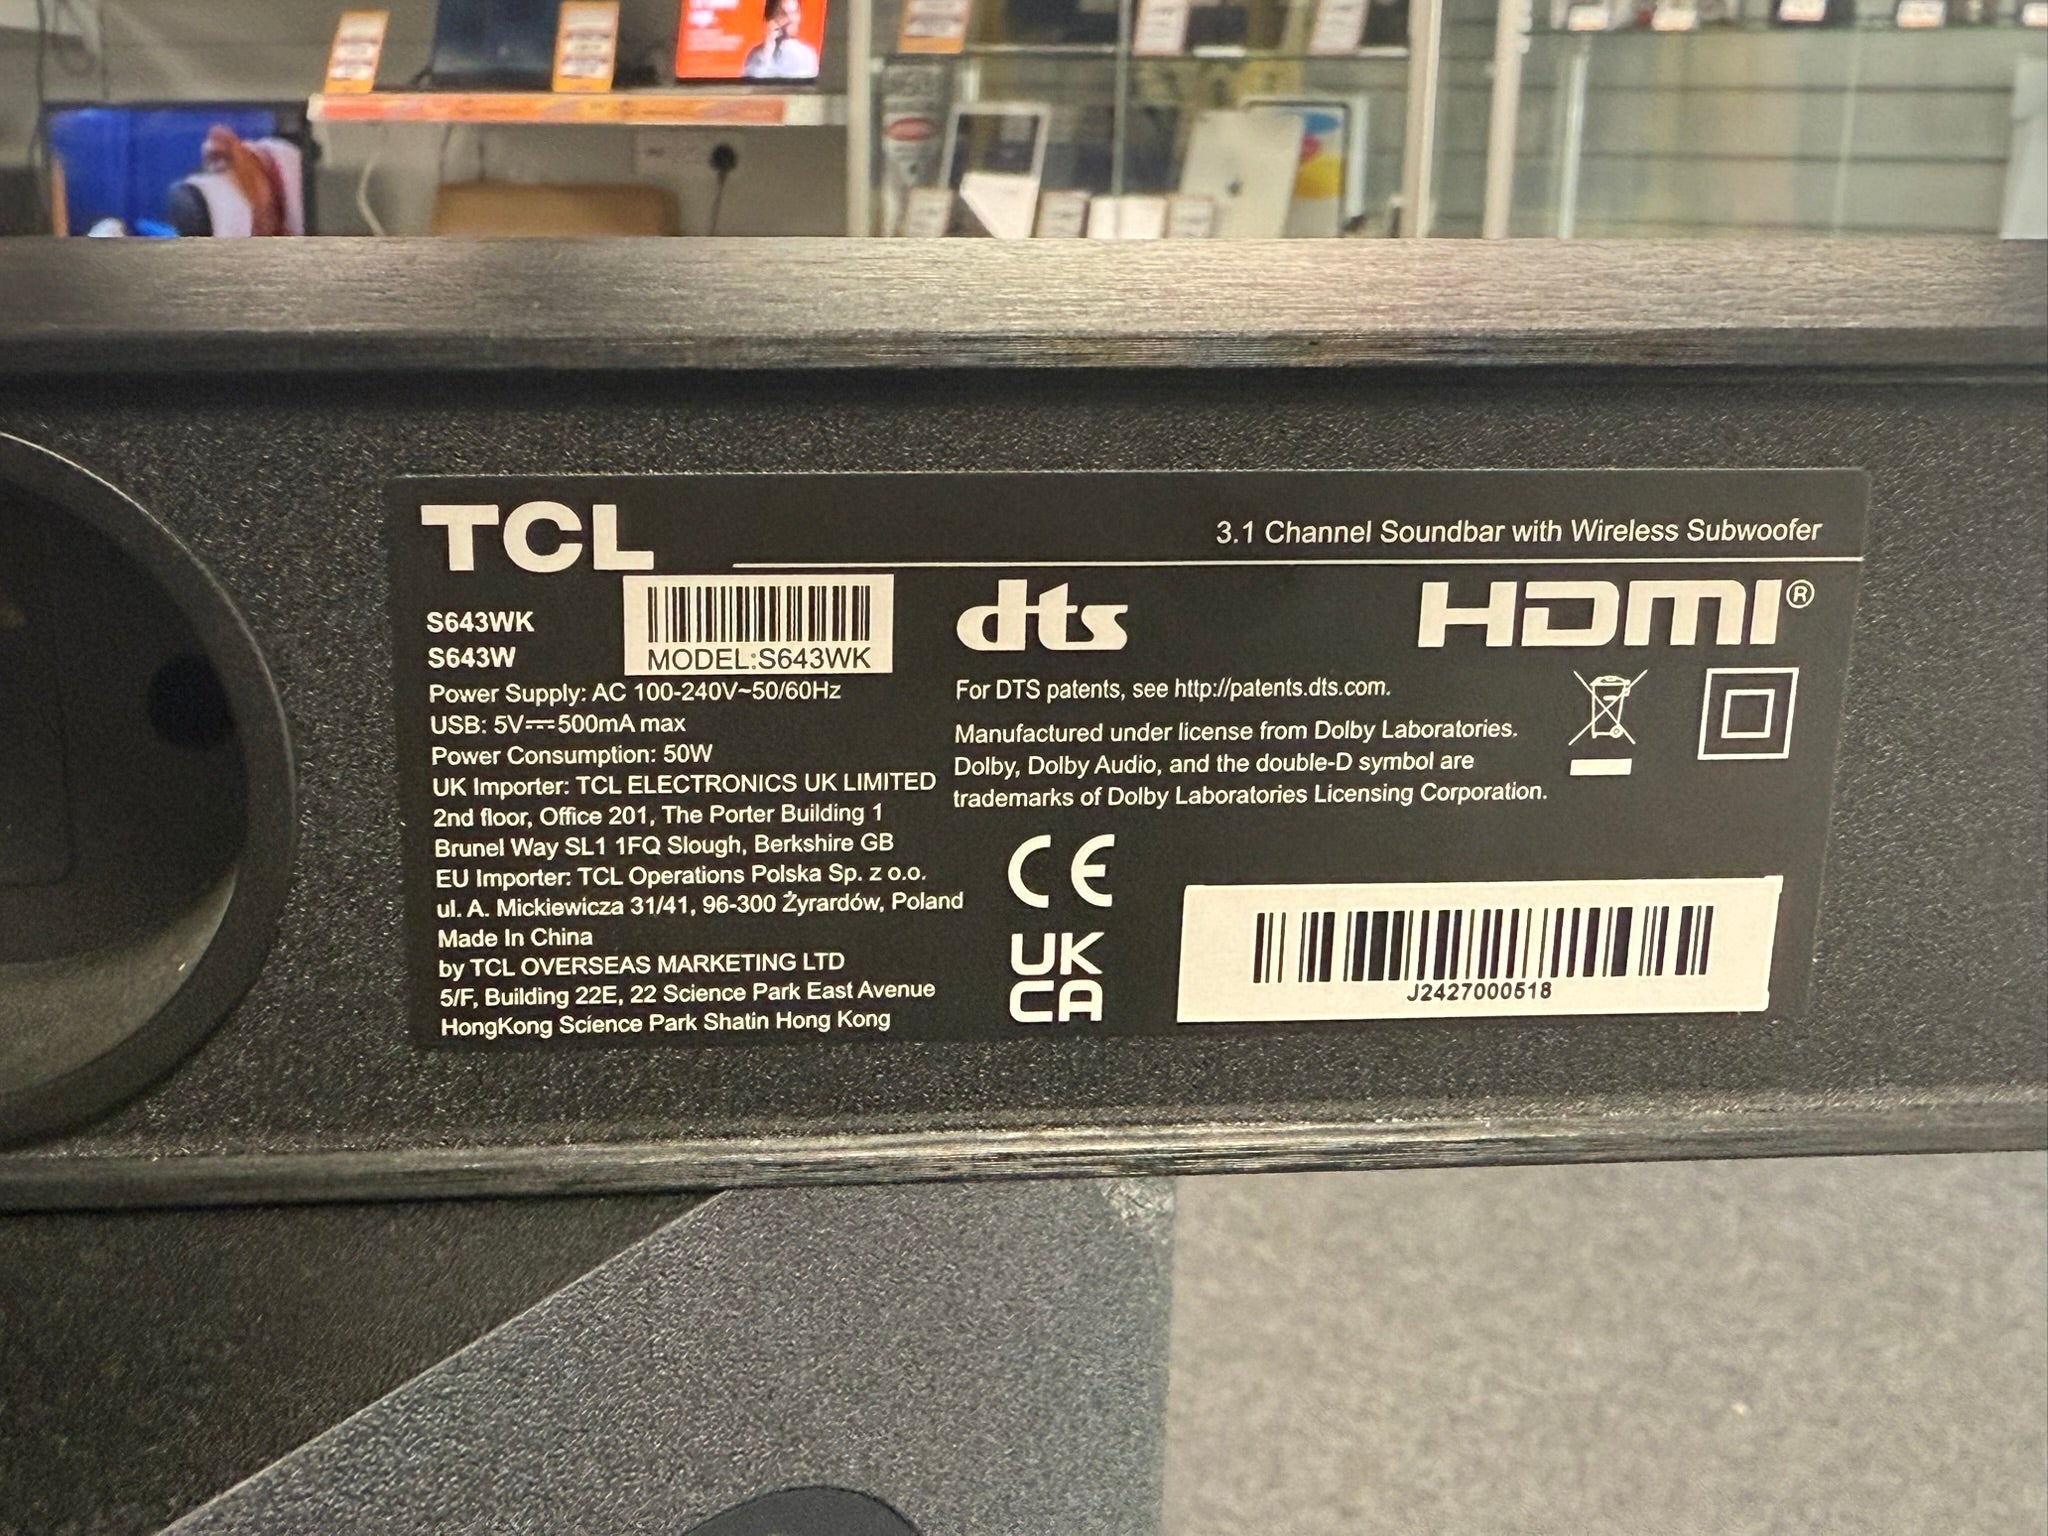 TCL
3.1 Channel Soundbar with Wireless Subwoofer
S643WK
S643W
MODEL:S643WK
Power Supply: AC 100-240V~50/60Hz
USB: 5V⎓500mA max
Power Consumption: 50W
UK Importer: TCL ELECTRONICS UK LIMITED
2nd floor, Office 201, The Porter Building 1
Brunel Way SL1 1FQ Slough, Berkshire GB
EU Importer: TCL Operations Polska Sp. z o.o.
ul. A. Mickiewicza 31/41, 96-300 Żyrardów, Poland
Made In China
by TCL OVERSEAS MARKETING LTD
5/F, Building 22E, 22 Science Park East Avenue
HongKong Science Park Shatin Hong Kong
dts
HDMI®
For DTS patents, see http://patents.dts.com.
Manufactured under license from Dolby Laboratories.
Dolby, Dolby Audio, and the double-D symbol are
trademarks of Dolby Laboratories Licensing Corporation.
CE
UK
CA
J2427000518